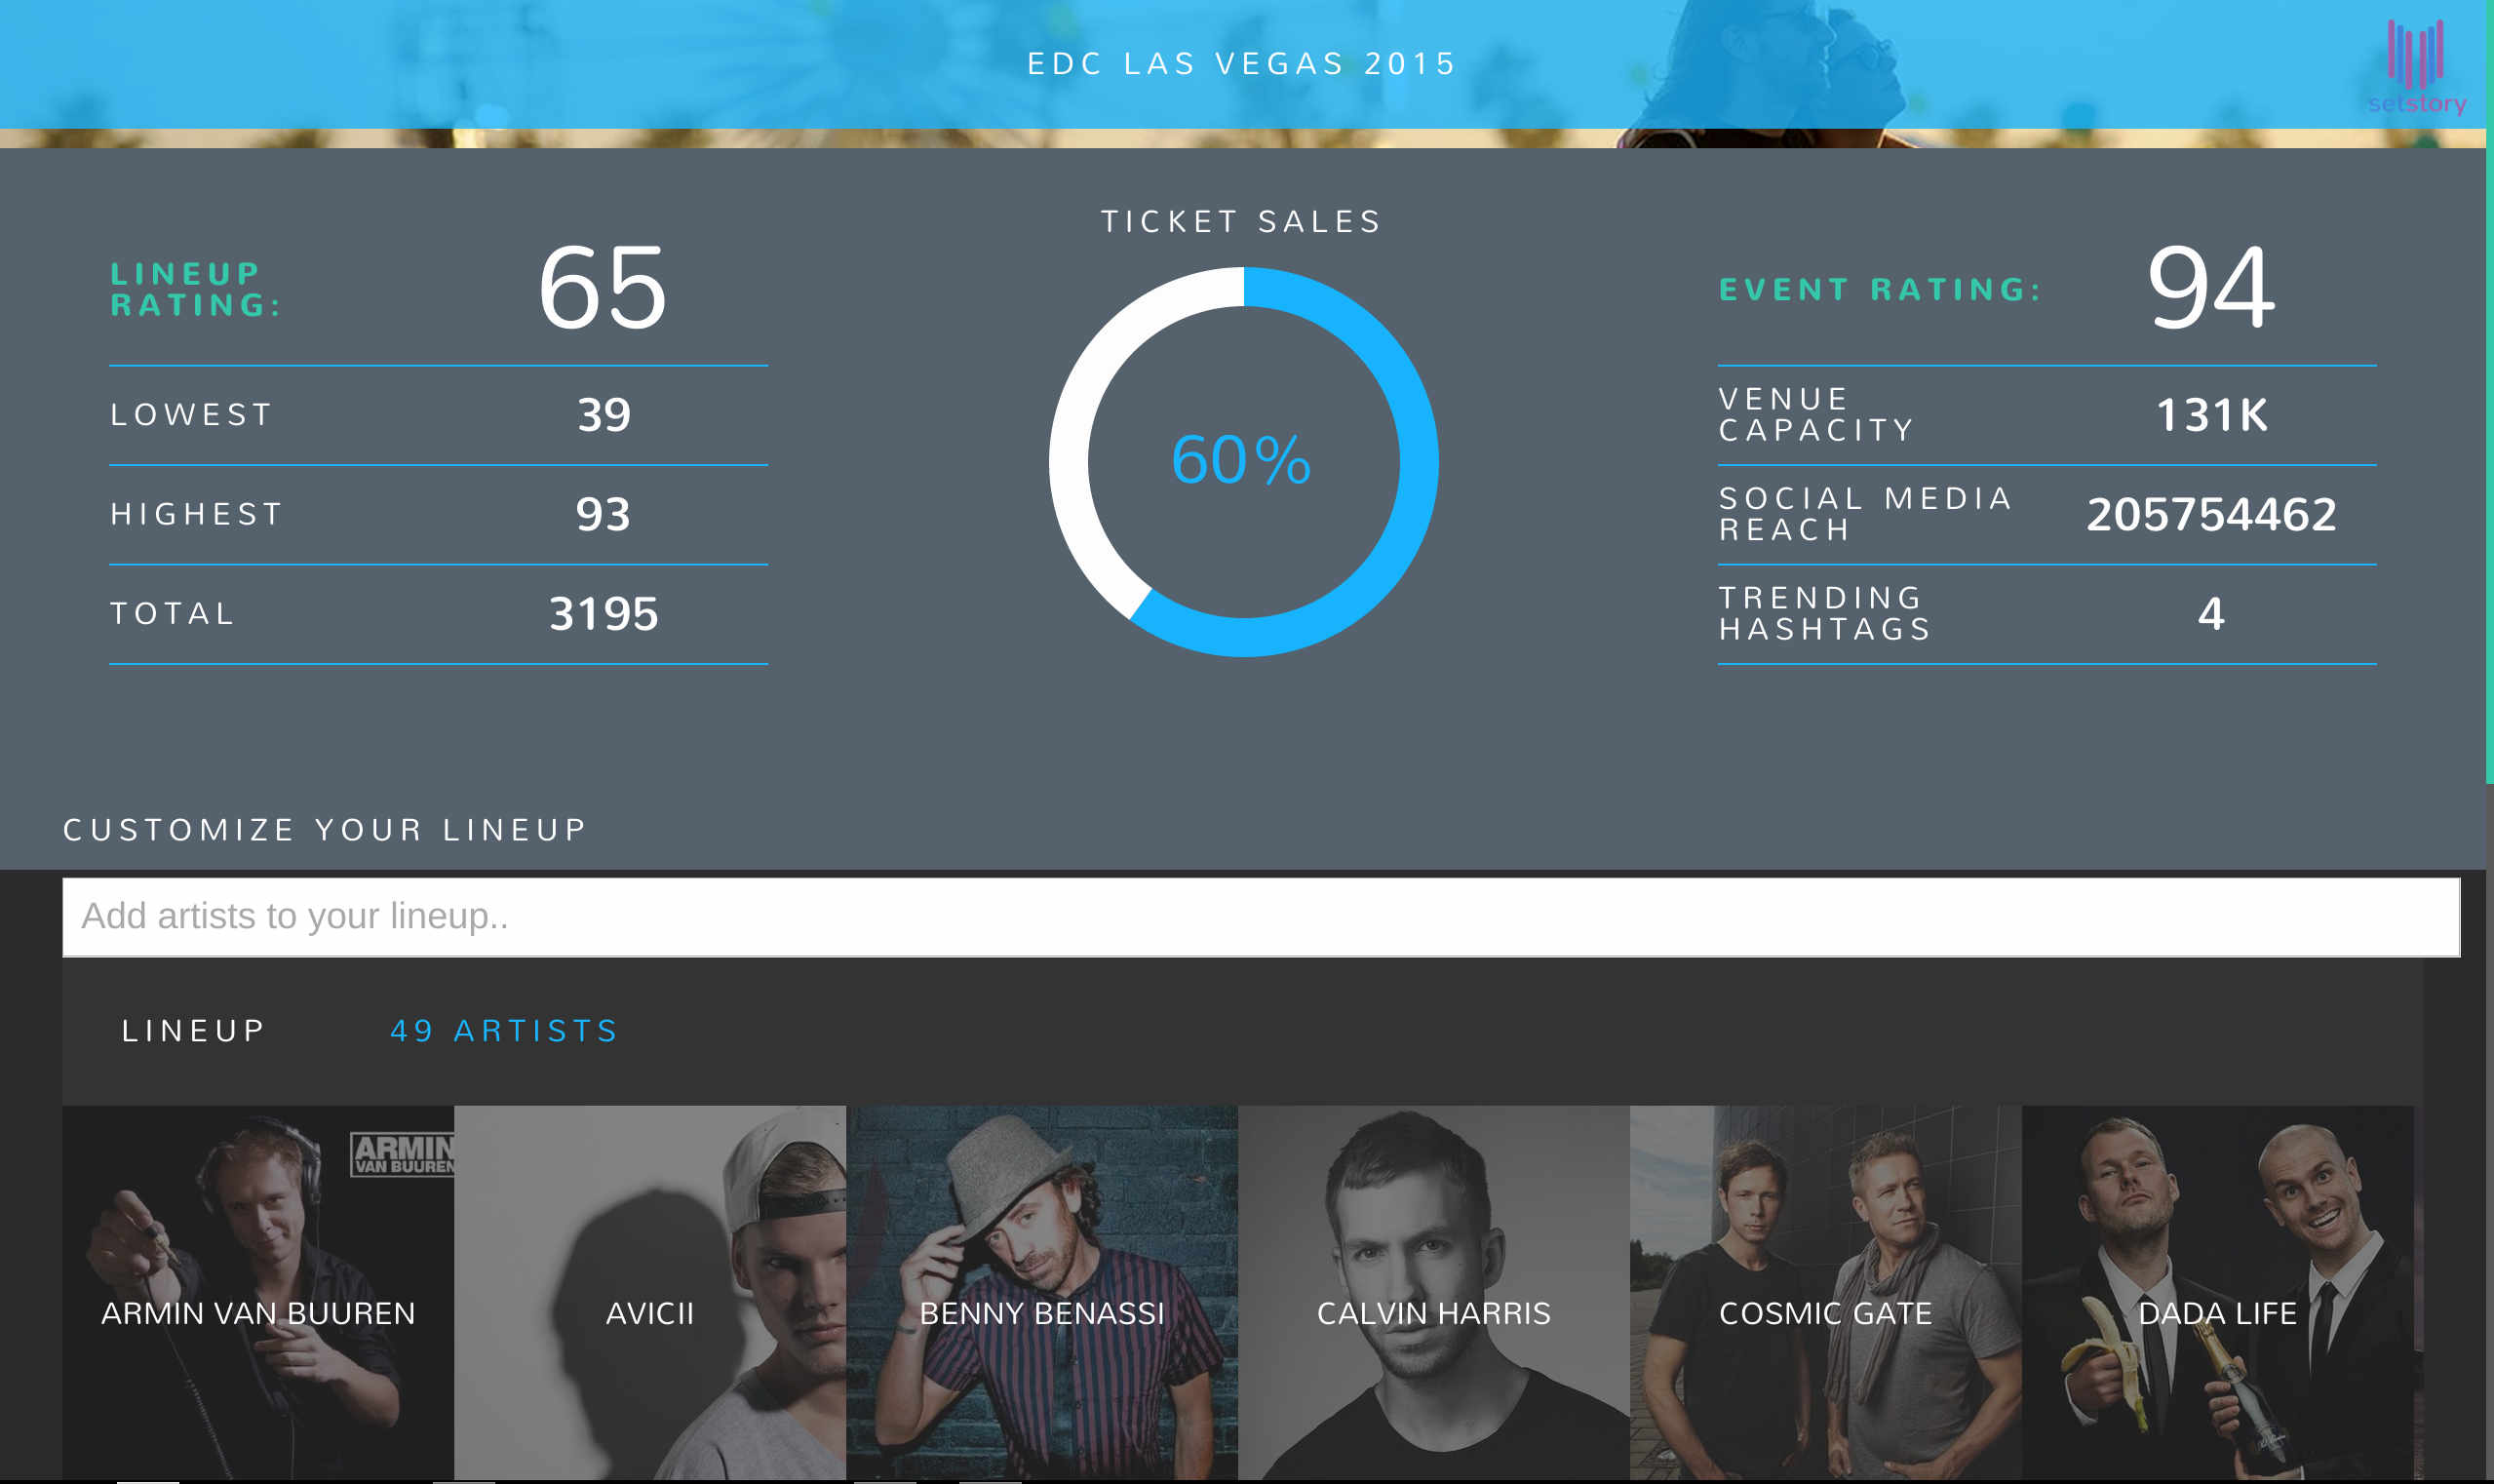 EDC LAS VEGAS 2015
setstory
LINEUP
RATING:
65
LOWEST
39
HIGHEST
93
TOTAL
3195
TICKET SALES
60%
EVENT RATING:
94
VENUE
CAPACITY
131K
SOCIAL MEDIA
REACH
205754462
TRENDING
HASHTAGS
4
CUSTOMIZE YOUR LINEUP
Add artists to your lineup..
LINEUP
49 ARTISTS
ARMIN
VAN BUUREN
ARMIN VAN BUUREN
AVICII
BENNY BENASSI
CALVIN HARRIS
COSMIC GATE
DADA LIFE